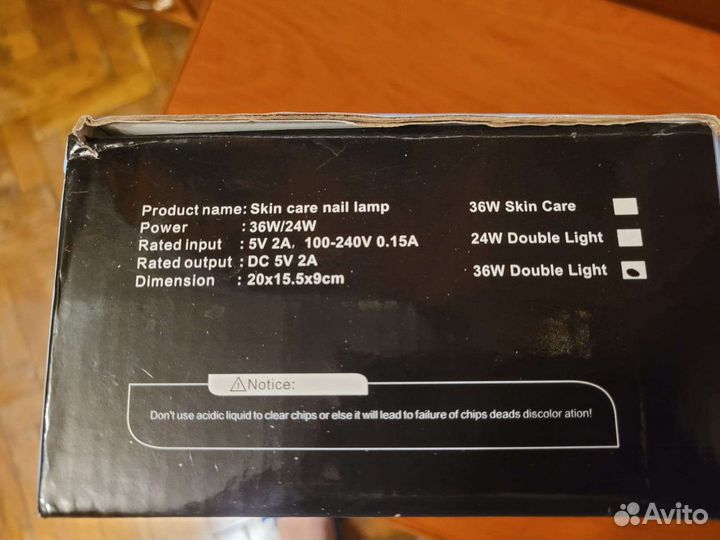 Product name: Skin care nail lamp
Power : 36W/24W
Rated input : 5V 2A, 100-240V 0.15A
Rated output : DC 5V 2A
Dimension : 20x15.5x9cm
36W Skin Care
24W Double Light
36W Double Light
Notice:
Don't use acidic liquid to clear chips or else it will lead to failure of chips deads discolor ation!
Avito